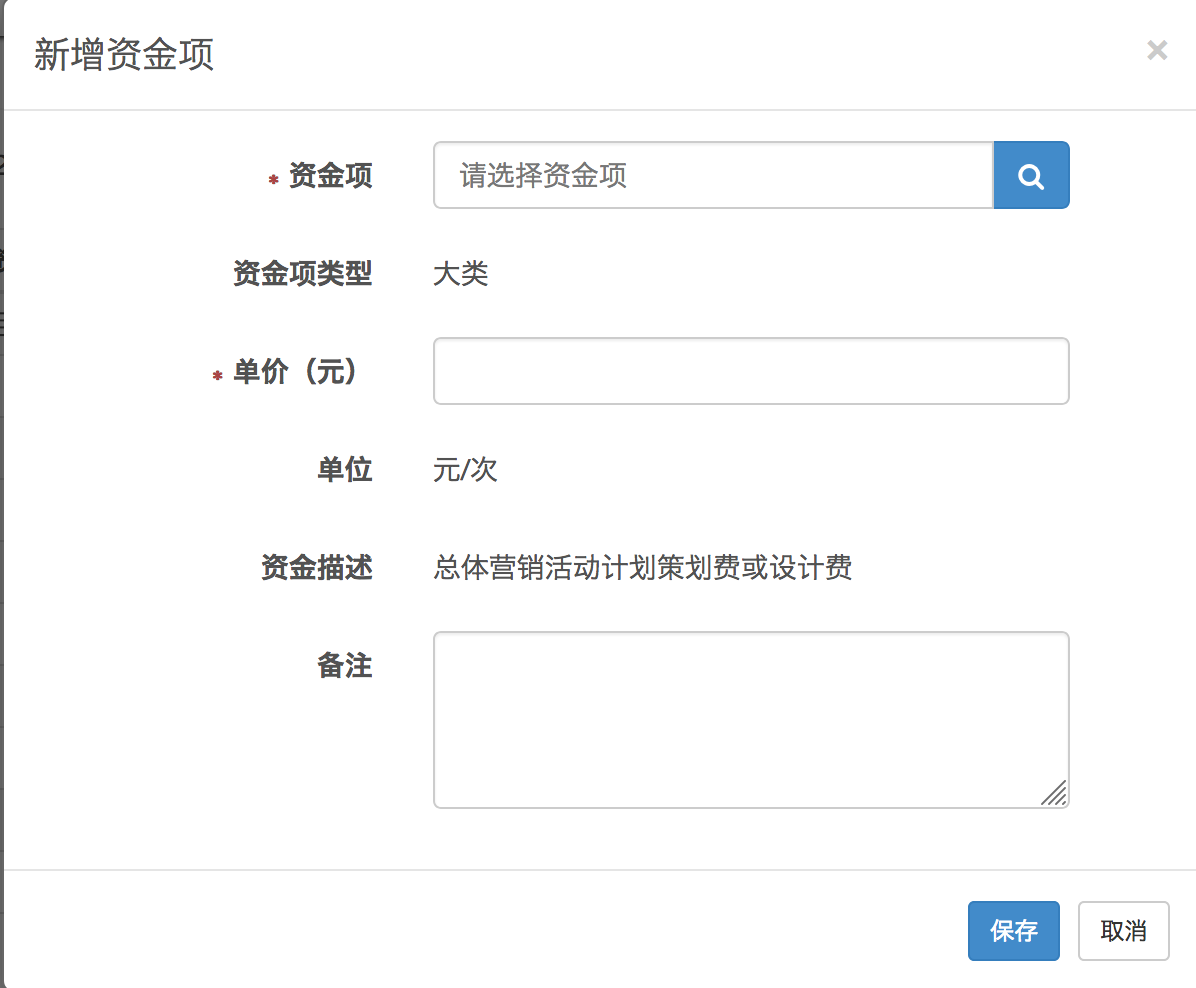 新增资金项
×
* 资金项 请选择资金项
资金项类型 大类
* 单价（元）
单位 元/次
资金描述 总体营销活动计划策划费或设计费
备注
保存 取消